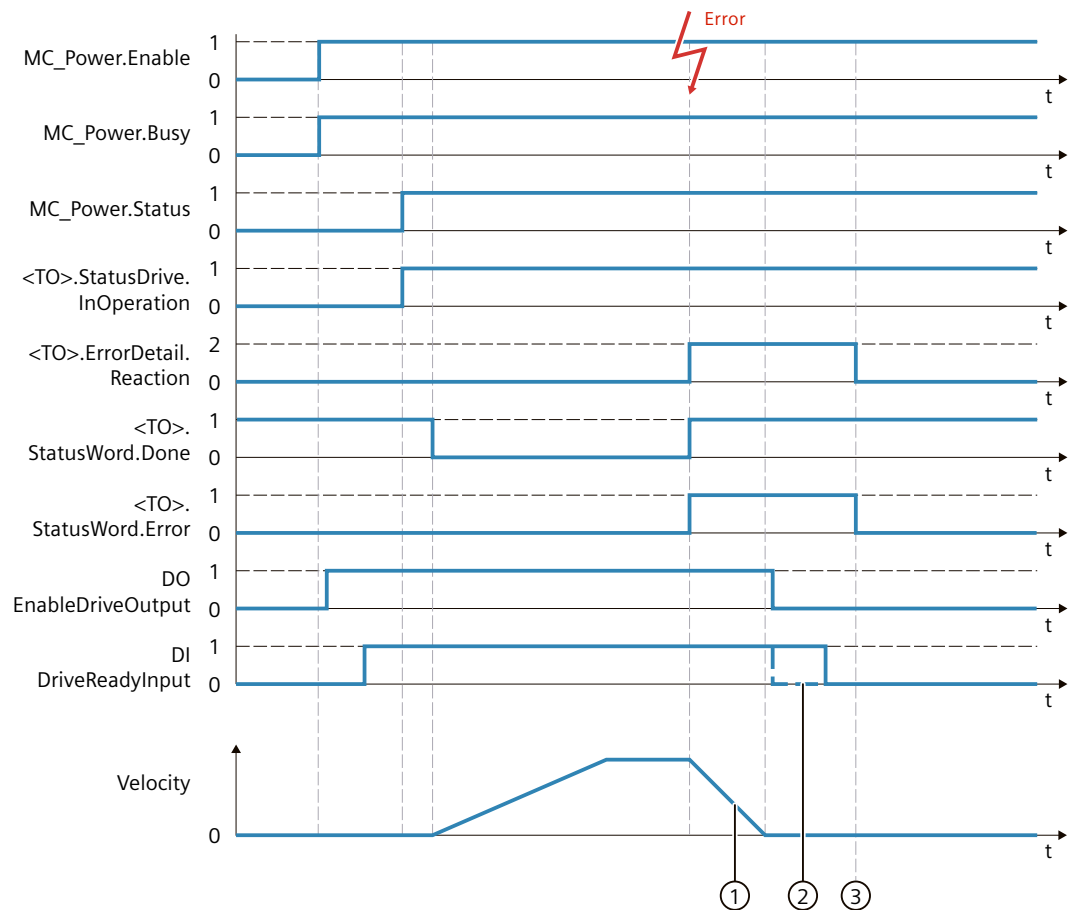 Error
MC_Power.Enable
1
0
t
MC_Power.Busy
1
0
t
MC_Power.Status
1
0
t
<TO>.StatusDrive.
InOperation
1
0
t
<TO>.ErrorDetail.
Reaction
2
0
t
<TO>.
StatusWord.Done
1
0
t
<TO>.
StatusWord.Error
1
0
t
DO
EnableDriveOutput
1
0
t
DI
DriveReadyInput
1
0
t
Velocity
0
t
1 2 3